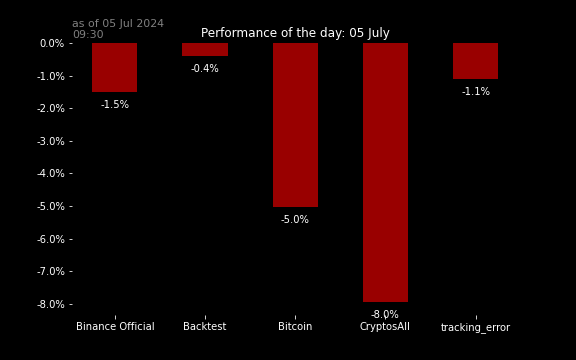 as of 05 Jul 2024
09:30
Performance of the day: 05 July
0.0%
-1.0%
-2.0%
-3.0%
-4.0%
-5.0%
-6.0%
-7.0%
-8.0%
-1.5%
-0.4%
-5.0%
-8.0%
-1.1%
Binance Official
Backtest
Bitcoin
CryptosAll
tracking_error